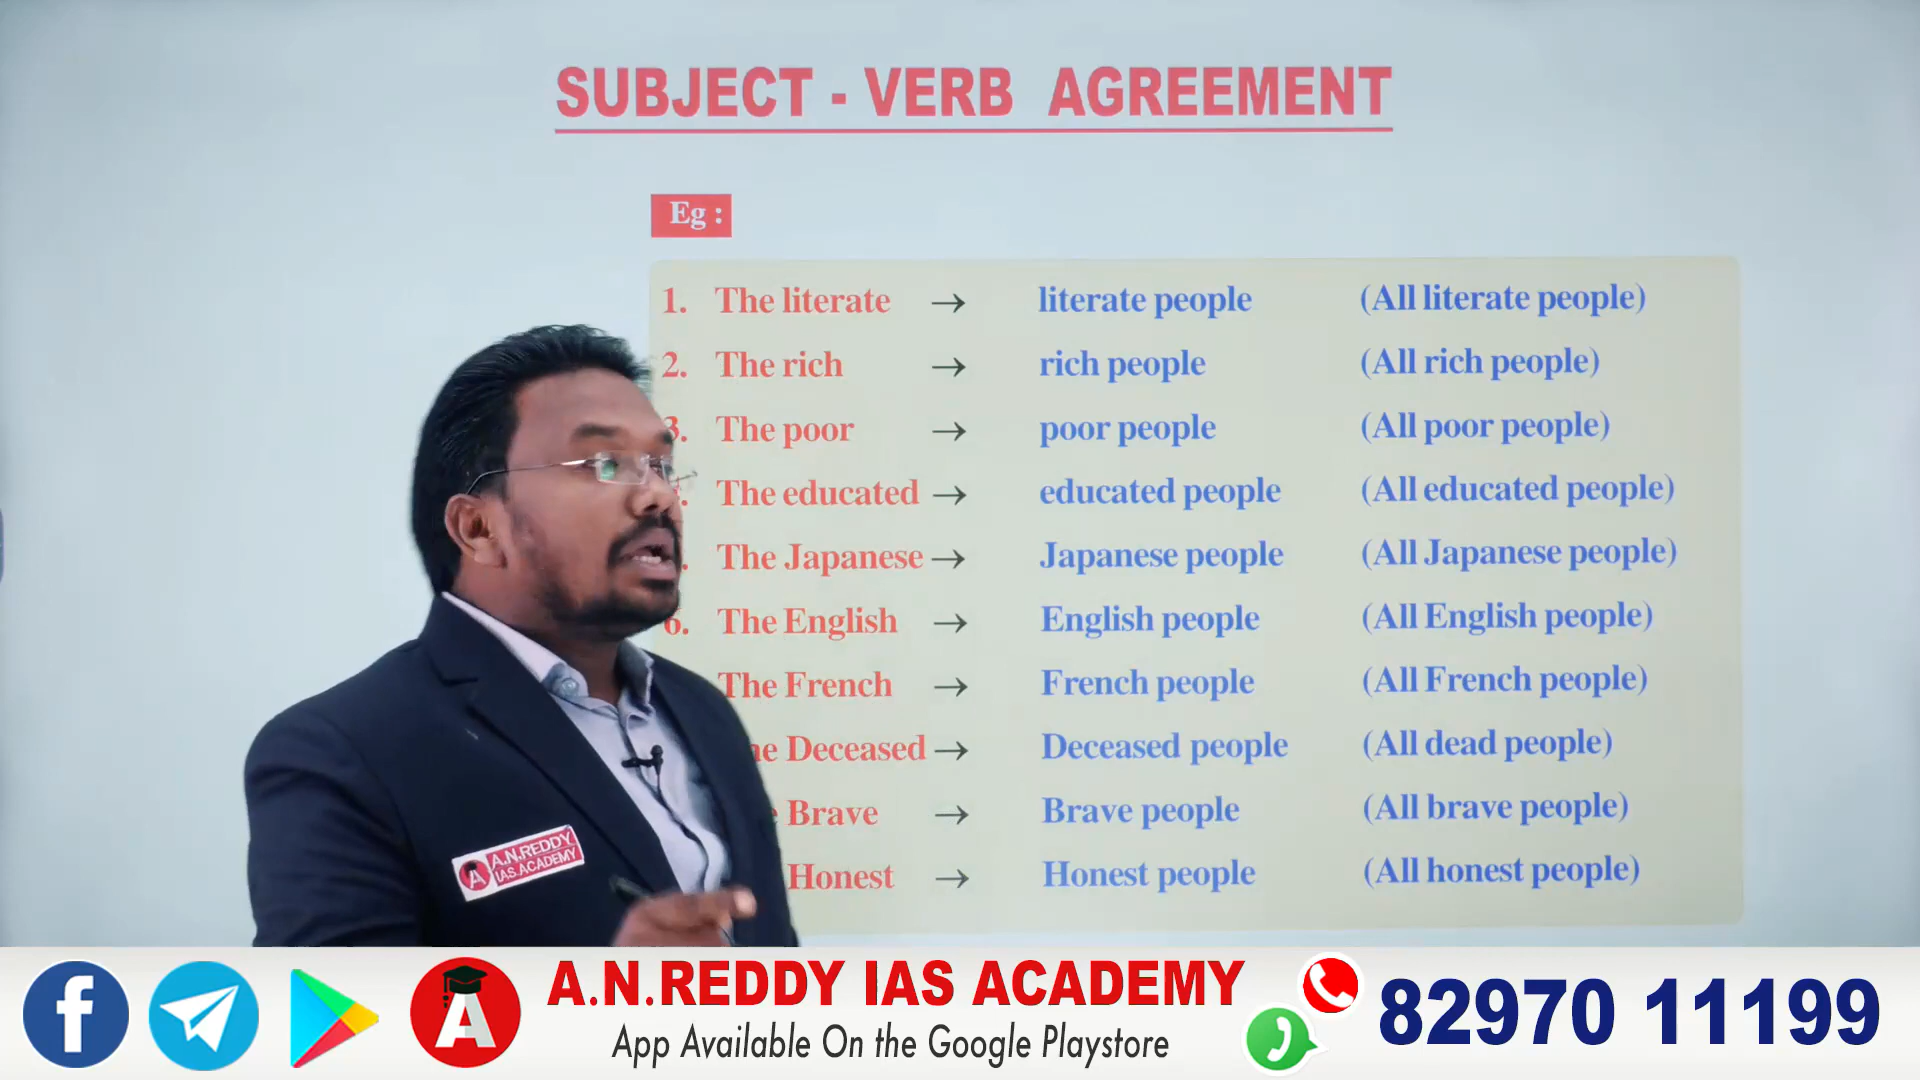 SUBJECT - VERB AGREEMENT
Eg :
1. The literate → literate people (All literate people)
2. The rich → rich people (All rich people)
3. The poor → poor people (All poor people)
The educated → educated people (All educated people)
The Japanese → Japanese people (All Japanese people)
6. The English → English people (All English people)
The French → French people (All French people)
Deceased → Deceased people (All dead people)
Brave → Brave people (All brave people)
Honest → Honest people (All honest people)
A.N.REDDY
IAS ACADEMY
A.N.REDDY IAS ACADEMY
App Available On the Google Playstore
82970 11199